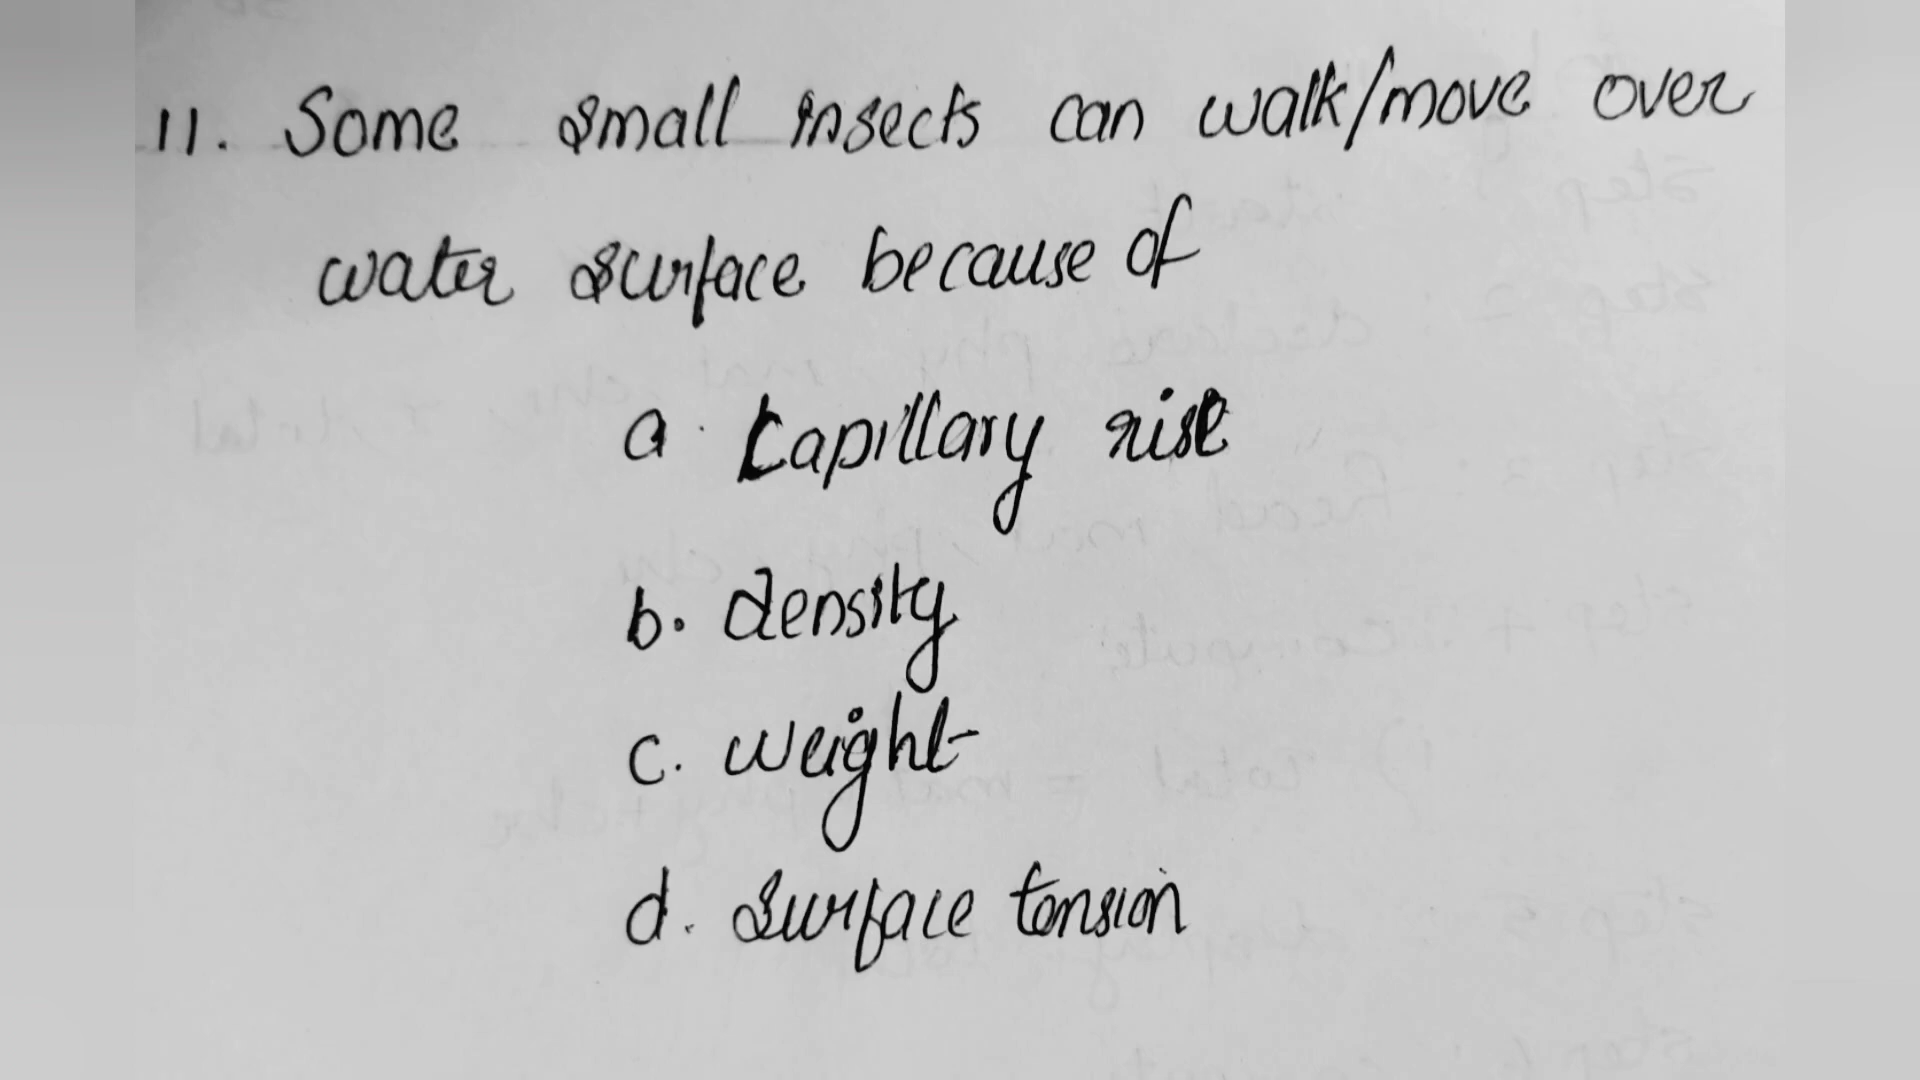 11. Some small insects can walk/move over
water surface because of
a. Capillary rise
b. density
c. weight
d. Surface tension